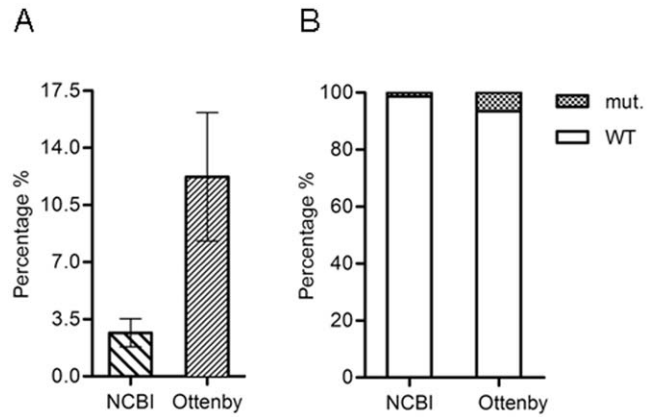 A
B
Percentage %
17.5
14.0
10.5
7.0
3.5
0.0
NCBI Ottenby
Percentage %
100
80
60
40
20
0
NCBI Ottenby
mut.
WT